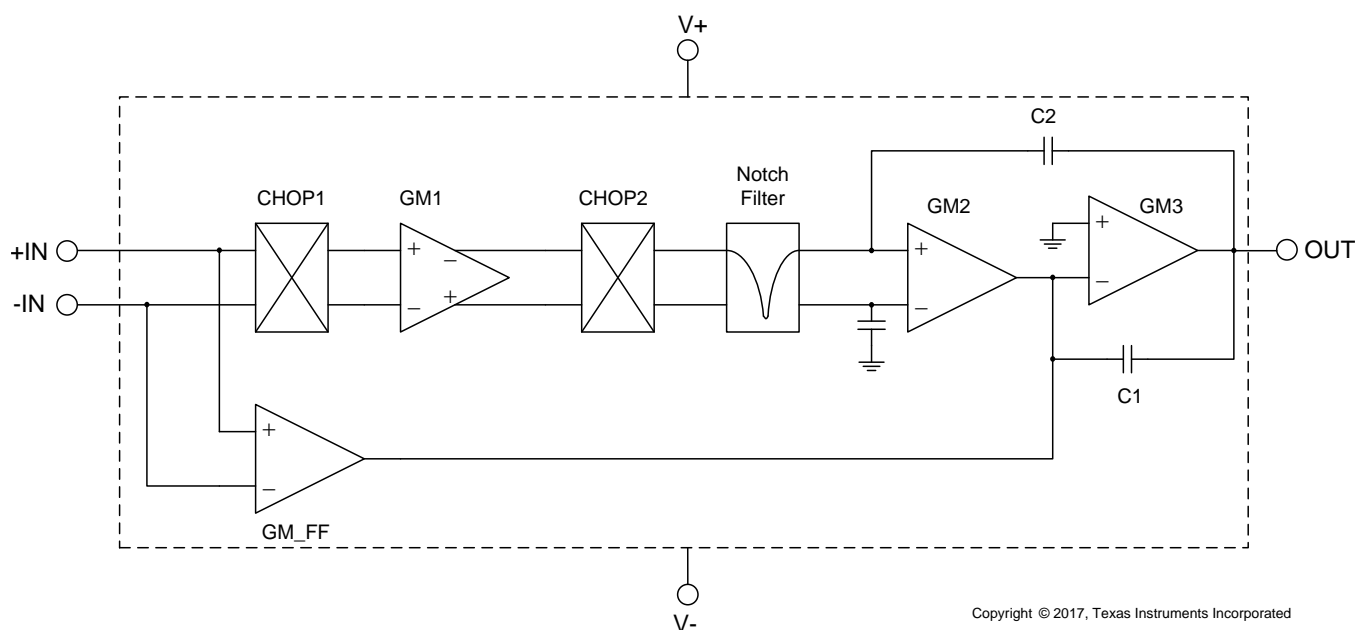 V+
C2
CHOP1
GM1
CHOP2
Notch
Filter
GM2
GM3
+IN
-IN
+
−
−
+
+
−
+
−
OUT
C1
+
−
GM_FF
V-
Copyright © 2017, Texas Instruments Incorporated